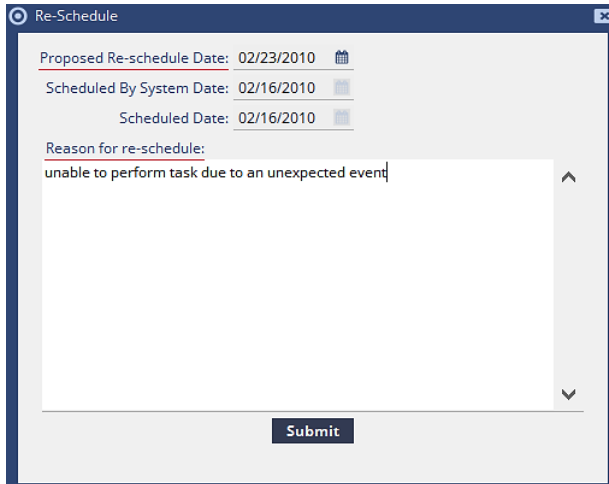 Re-Schedule
Proposed Re-schedule Date: 02/23/2010
Scheduled By System Date: 02/16/2010
Scheduled Date: 02/16/2010
Reason for re-schedule:
unable to perform task due to an unexpected event
Submit